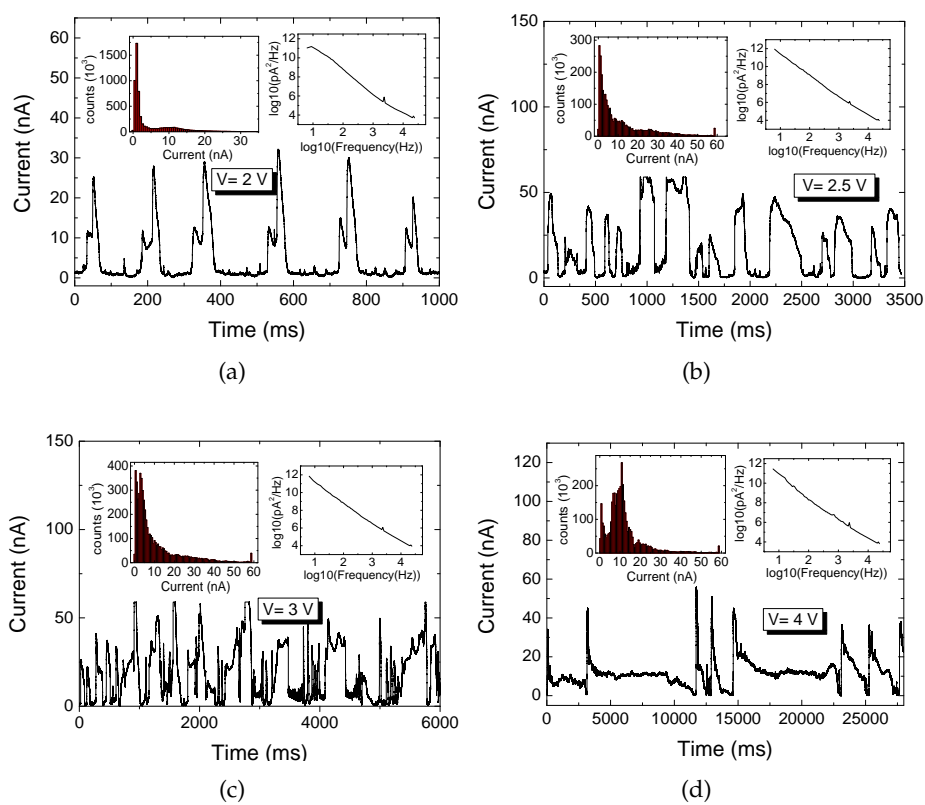 65
60
50
40
30
20
10
0
Current (nA)
0 200 400 600 800 1000
Time (ms)
1500
1000
500
0
counts (10³)
0 10 20 30
Current (nA)
12
10
8
6
4
log10(pA²/Hz)
1 2 3 4
log10(Frequency(Hz))
V= 2 V
(a)
150
100
50
0
Current (nA)
0 500 1000 1500 2000 2500 3000 3500
Time (ms)
300
200
100
0
counts (10³)
0 10 20 30 40 50 60
Current (nA)
12
10
8
6
4
log10(pA²/Hz)
1 2 3 4
log10(Frequency(Hz))
V= 2.5 V
(b)
150
100
50
0
Current (nA)
0 2000 4000 6000
Time (ms)
400
300
200
100
0
counts (10³)
0 10 20 30 40 50 60
Current (nA)
12
10
8
6
4
log10(pA²/Hz)
1 2 3 4
log10(Frequency(Hz))
V= 3 V
(c)
120
100
80
60
40
20
0
Current (nA)
0 5000 10000 15000 20000 25000
Time (ms)
200
100
0
counts (10³)
0 10 20 30 40 50 60
Current (nA)
12
10
8
6
4
log10(pA²/Hz)
1 2 3 4
log10(Frequency(Hz))
V= 4 V
(d)